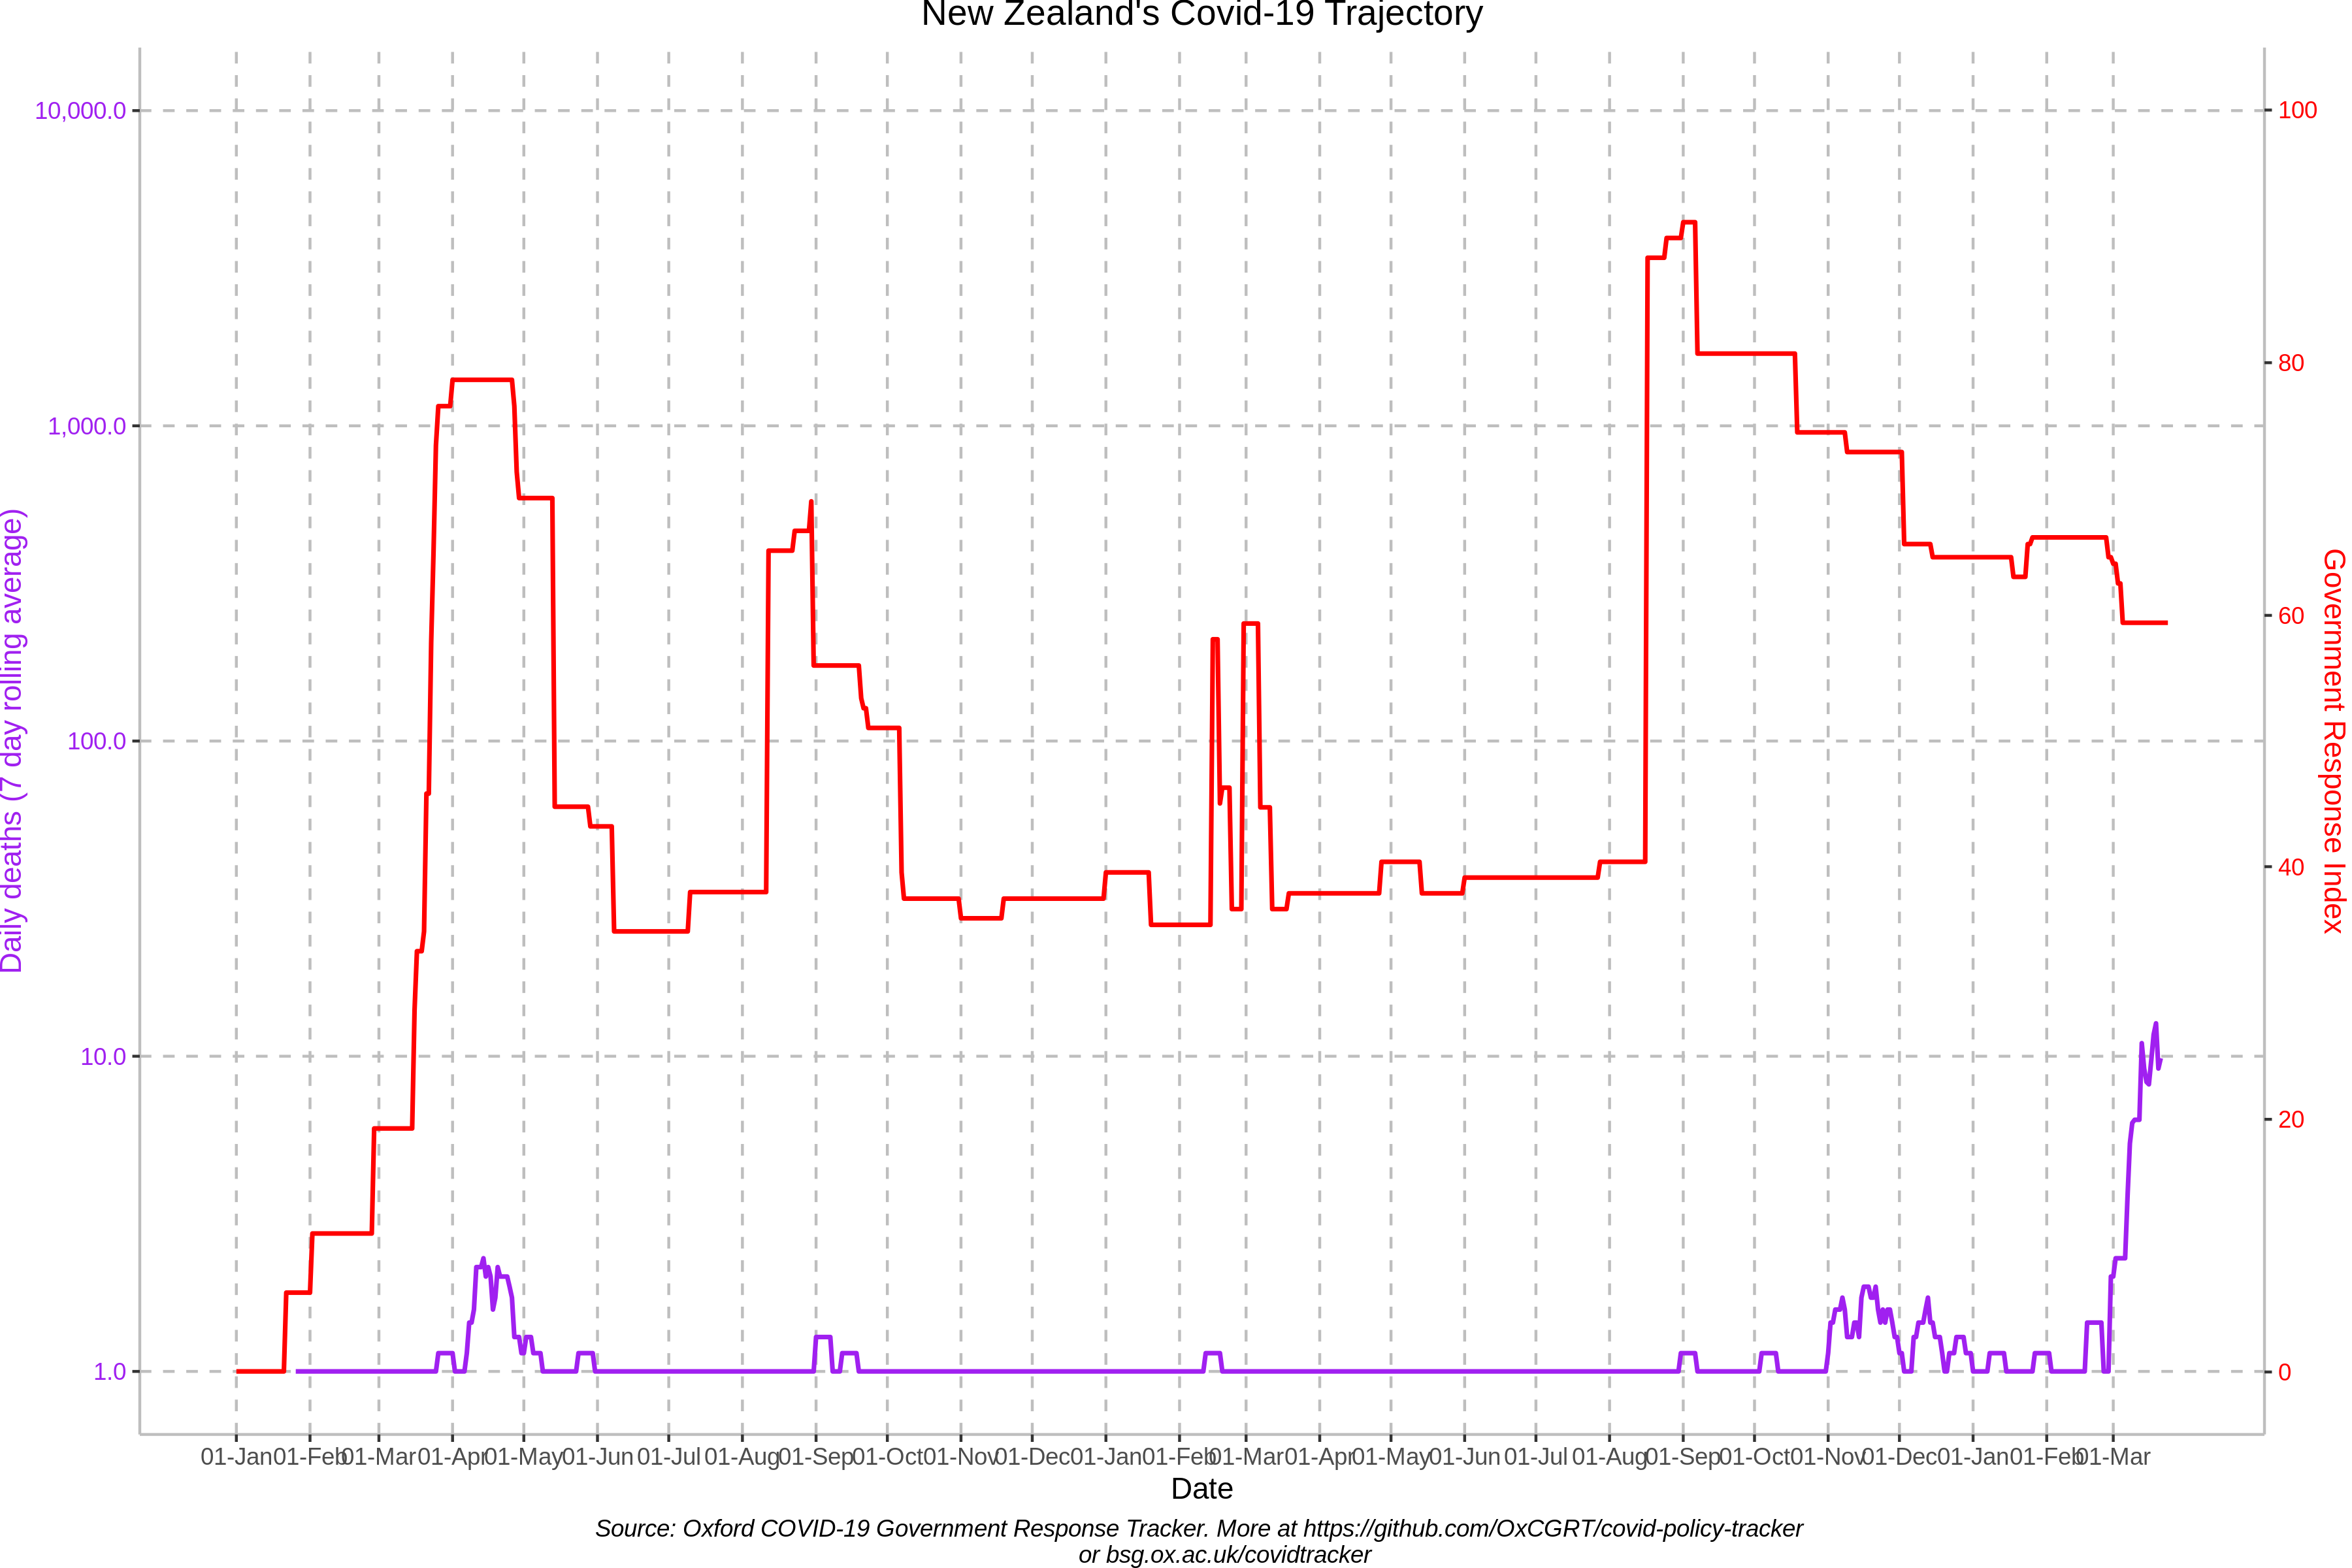 New Zealand's Covid-19 Trajectory
10,000.0
1,000.0
100.0
10.0
1.0
Daily deaths (7 day rolling average)
100
80
60
40
20
0
Government Response Index
01-Jan 01-Feb 01-Mar 01-Apr 01-May 01-Jun 01-Jul 01-Aug 01-Sep 01-Oct 01-Nov 01-Dec 01-Jan 01-Feb 01-Mar 01-Apr 01-May 01-Jun 01-Jul 01-Aug 01-Sep 01-Oct 01-Nov 01-Dec 01-Jan 01-Feb 01-Mar
Date
Source: Oxford COVID-19 Government Response Tracker. More at https://github.com/OxCGRT/covid-policy-tracker
or bsg.ox.ac.uk/covidtracker